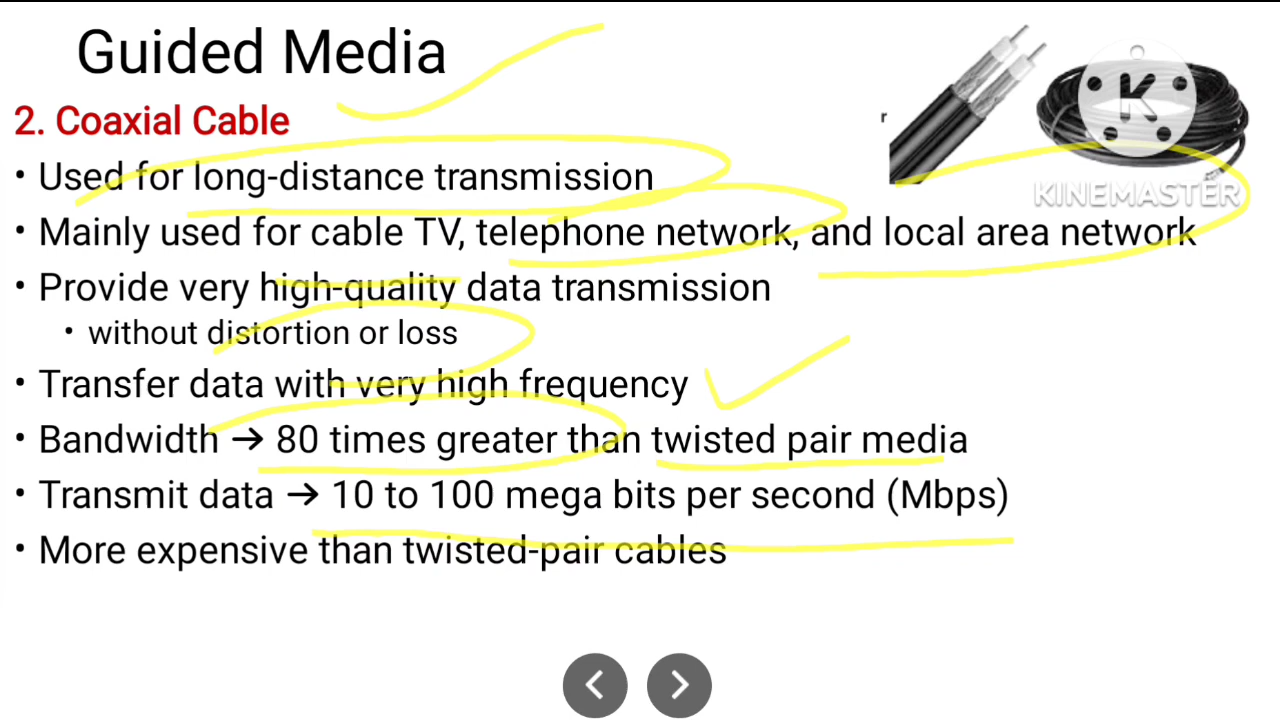 Guided Media
2. Coaxial Cable
• Used for long-distance transmission
• Mainly used for cable TV, telephone network, and local area network
• Provide very high-quality data transmission
• without distortion or loss
• Transfer data with very high frequency
• Bandwidth → 80 times greater than twisted pair media
• Transmit data → 10 to 100 mega bits per second (Mbps)
• More expensive than twisted-pair cables
K
KINEMASTER